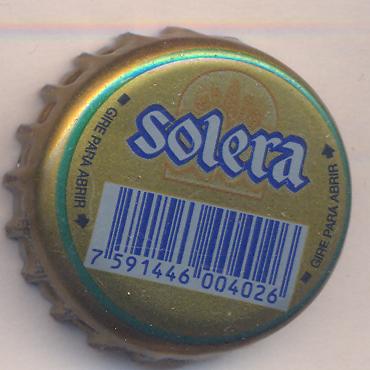 GIRE PARA ABRIR
solera
GIRE PARA ABRIR
7 591446 004026